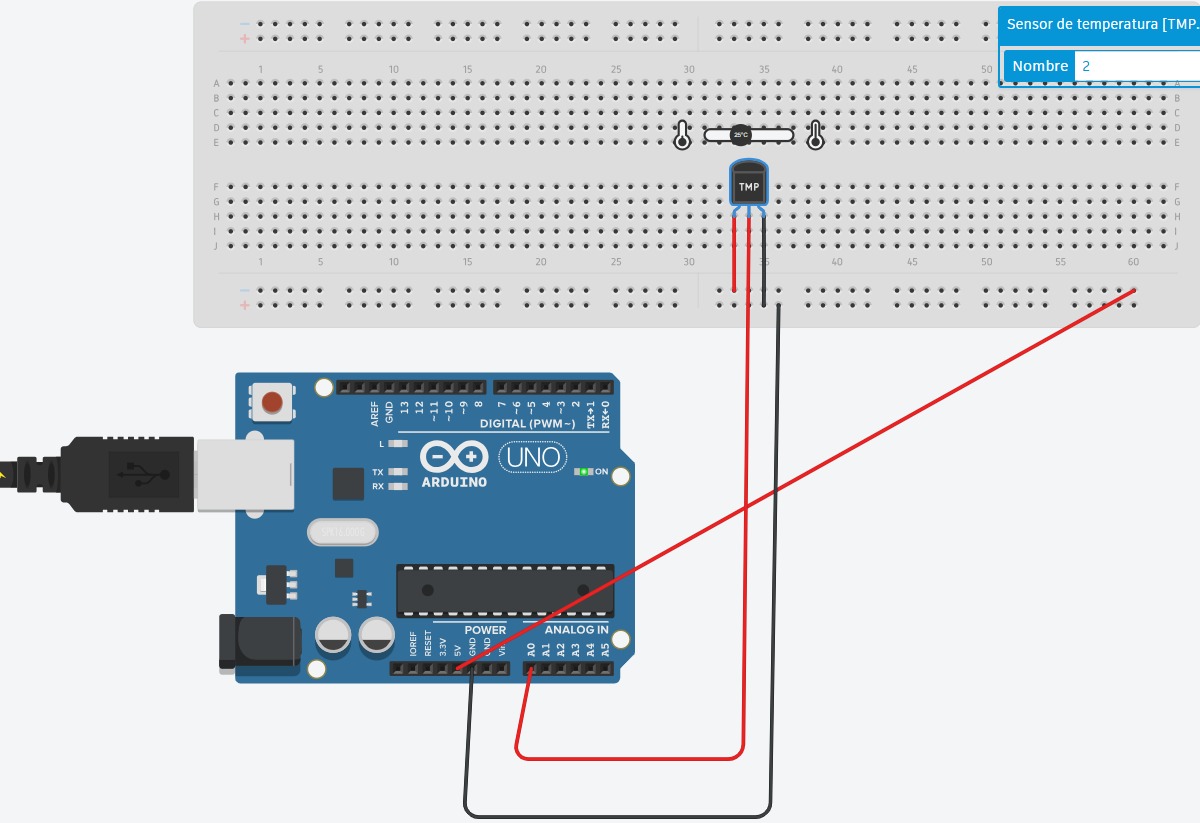 Sensor de temperatura [TMP.
Nombre 2
− +
1 5 10 15 20 25 30 35 40 45 50
A A
B B
C C
D D
E E
25°C
TMP
F F
G G
H H
I I
J J
1 5 10 15 20 25 30 35 40 45 50 55 60
− +
AREF GND 13 12 ~11 ~10 ~9 8 7 ~6 ~5 4 ~3 2 TX→1 RX←0
DIGITAL (PWM~)
L
TX
RX
UNO
ON
ARDUINO
POWER ANALOG IN
IOREF RESET 3.3V 5V GND GND Vin A0 A1 A2 A3 A4 A5